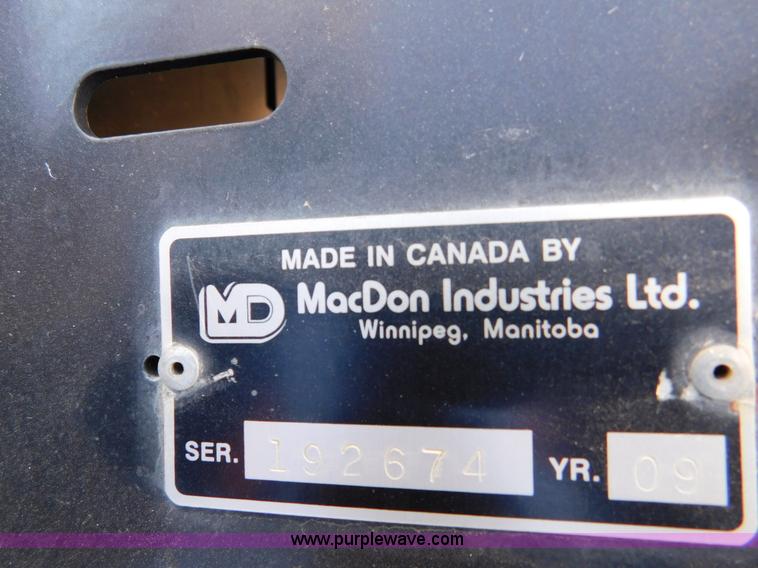 MADE IN CANADA BY
MD MacDon Industries Ltd.
Winnipeg, Manitoba
SER. 192674 YR. 09
www.purplewave.com